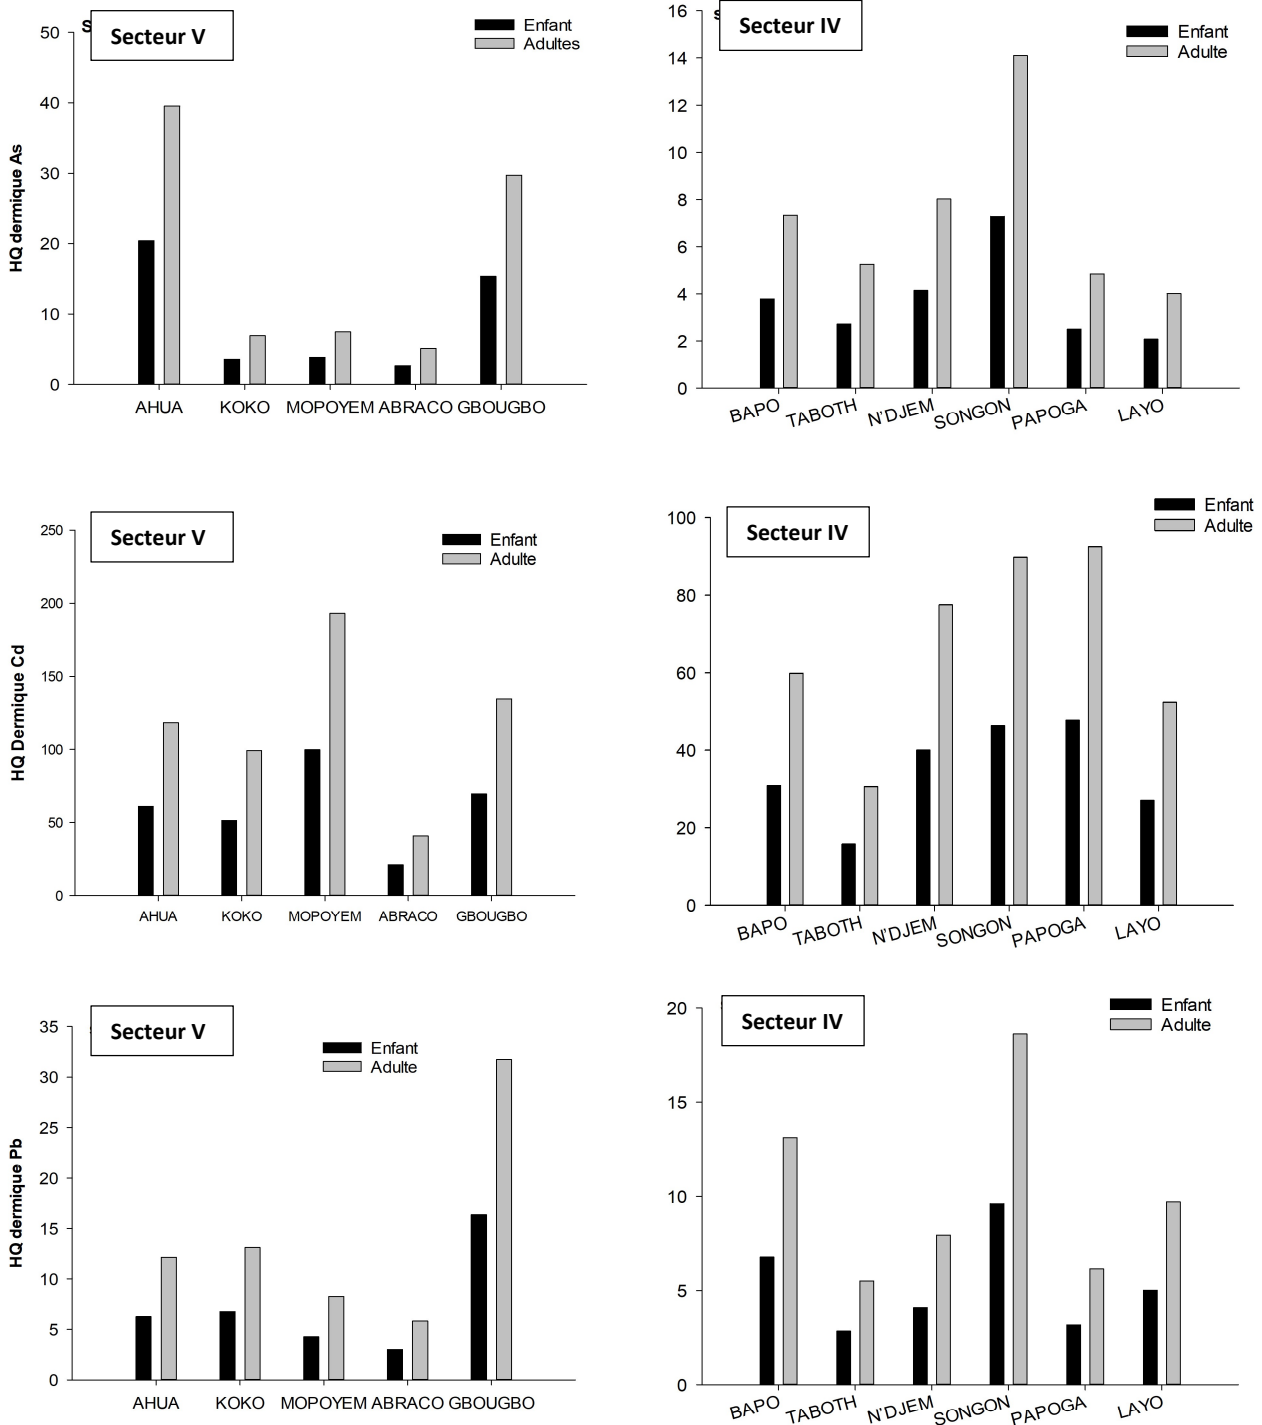 Secteur V
Enfant
Adultes
HQ dermique As
50
40
30
20
10
0
AHUA KOKO MOPOYEM ABRACO GBOUGBO
Secteur IV
Enfant
Adulte
16
14
12
10
8
6
4
2
0
BAPO TABOTH N'DJEM SONGON PAPOGA LAYO
Secteur V
Enfant
Adulte
HQ Dermique Cd
250
200
150
100
50
0
AHUA KOKO MOPOYEM ABRACO GBOUGBO
Secteur IV
Enfant
Adulte
100
80
60
40
20
0
BAPO TABOTH N'DJEM SONGON PAPOGA LAYO
Secteur V
Enfant
Adulte
HQ dermique Pb
35
30
25
20
15
10
5
0
AHUA KOKO MOPOYEM ABRACO GBOUGBO
Secteur IV
Enfant
Adulte
20
15
10
5
0
BAPO TABOTH N'DJEM SONGON PAPOGA LAYO